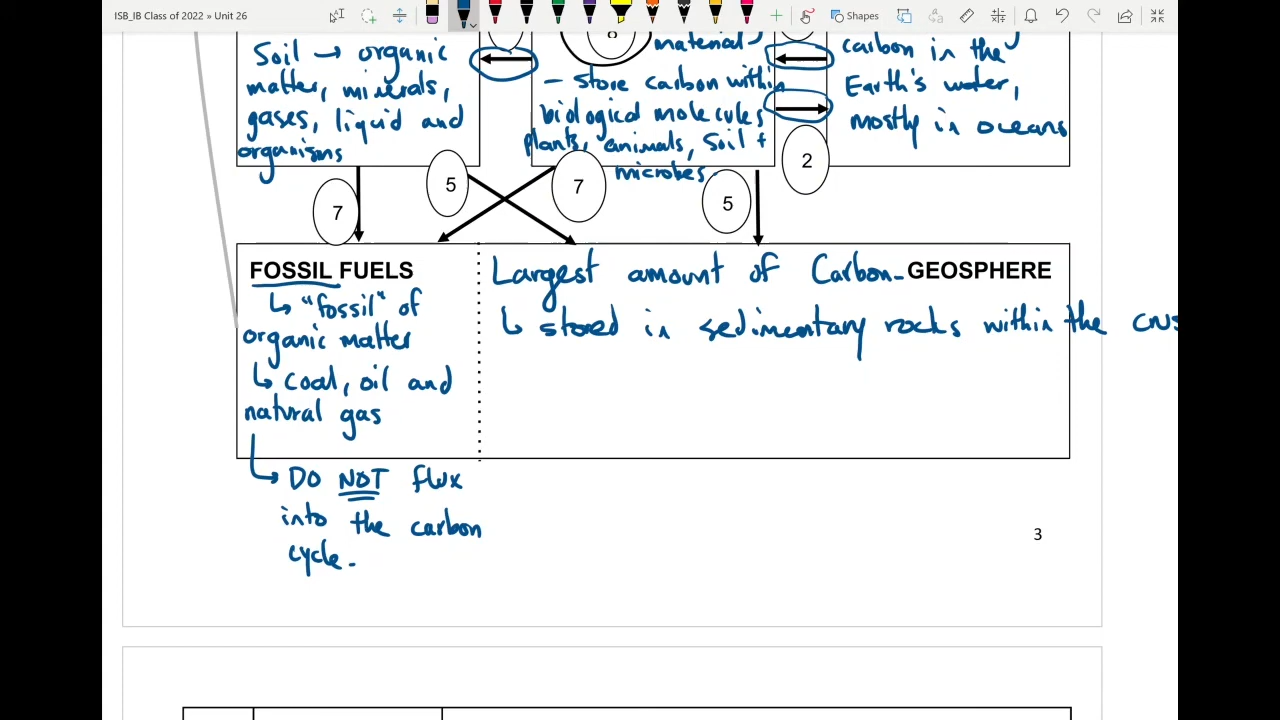 ISB_IB Class of 2022 » Unit 26
Shapes
Soil → organic
matter, minerals,
gases, liquid and
organisms
8
material
- store carbon within
biological molecules
plants, animals, soil +
microbes.
carbon in the
Earth's water,
mostly in oceans
2
7
5
7
5
FOSSIL FUELS
↳ "fossil" of
organic matter
↳ coal, oil and
natural gas
↳ DO NOT flux
into the carbon
cycle.
Largest amount of Carbon- GEOSPHERE
↳ stored in sedimentary rocks within the crus
3